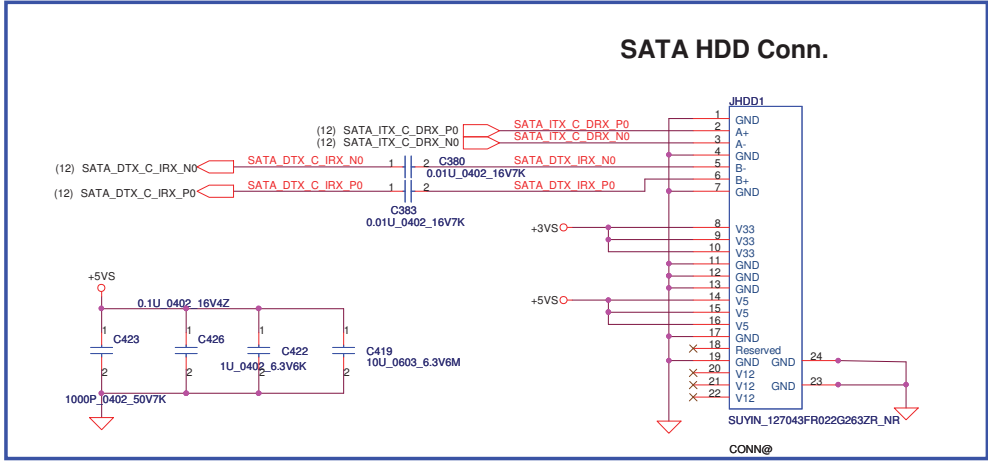 SATA HDD Conn.
JHDD1
(12) SATA_ITX_C_DRX_P0 SATA_ITX_C_DRX_P0
(12) SATA_ITX_C_DRX_N0 SATA_ITX_C_DRX_N0
(12) SATA_DTX_C_IRX_N0 SATA_DTX_C_IRX_N0 1 2 C380 SATA_DTX_IRX_N0
0.01U_0402_16V7K
(12) SATA_DTX_C_IRX_P0 SATA_DTX_C_IRX_P0 1 2 SATA_DTX_IRX_P0
C383
0.01U_0402_16V7K
1 GND
2 A+
3 A-
4 GND
5 B-
6 B+
7 GND
+3VS
8 V33
9 V33
10 V33
11 GND
12 GND
13 GND
+5VS
14 V5
15 V5
16 V5
17 GND
18 Reserved
19 GND GND 24
20 V12
21 V12 GND 23
22 V12
SUYIN_127043FR022G263ZR_NR
CONN@
+5VS
0.1U_0402_16V4Z
1 1 1 1
C423 C426 C422 C419
1U_0402_6.3V6K 10U_0603_6.3V6M
2 2 2 2
1000P_0402_50V7K